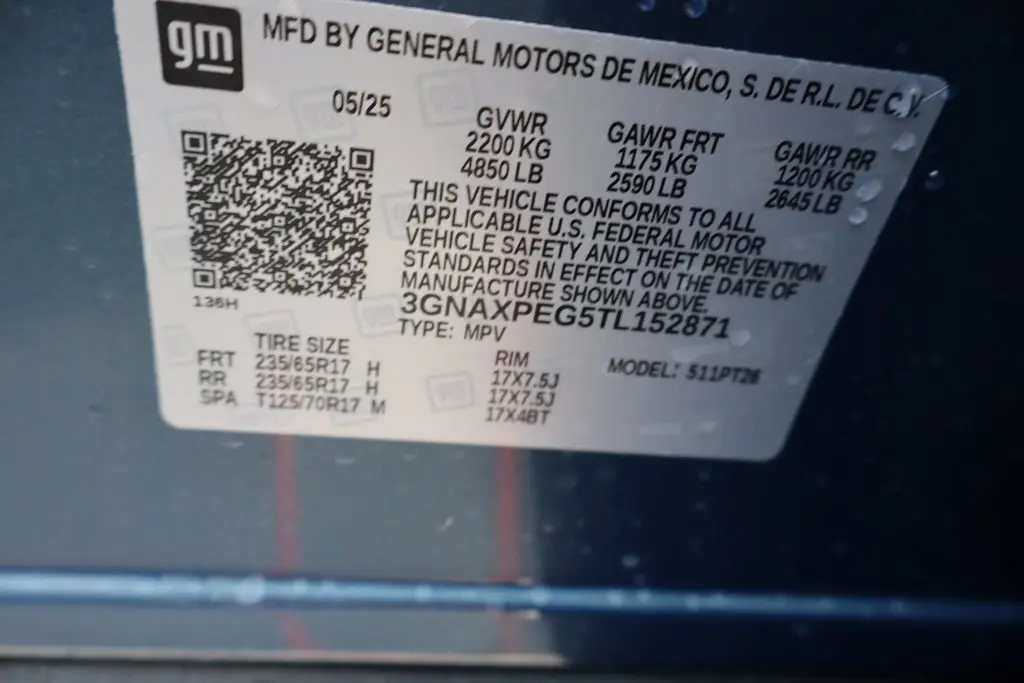 gm MFD BY GENERAL MOTORS DE MEXICO, S. DE R.L. DE C.V.
05/25
GVWR GAWR FRT GAWR RR
2200 KG 1175 KG 1200 KG
4850 LB 2590 LB 2645 LB
THIS VEHICLE CONFORMS TO ALL
APPLICABLE U.S. FEDERAL MOTOR
VEHICLE SAFETY AND THEFT PREVENTION
STANDARDS IN EFFECT ON THE DATE OF
MANUFACTURE SHOWN ABOVE.
136H
3GNAXPEG5TL152871
TYPE: MPV
TIRE SIZE RIM MODEL: 511PT26
FRT 235/65R17 H 17X7.5J
RR 235/65R17 H 17X7.5J
SPA T125/70R17 M 17X4BT